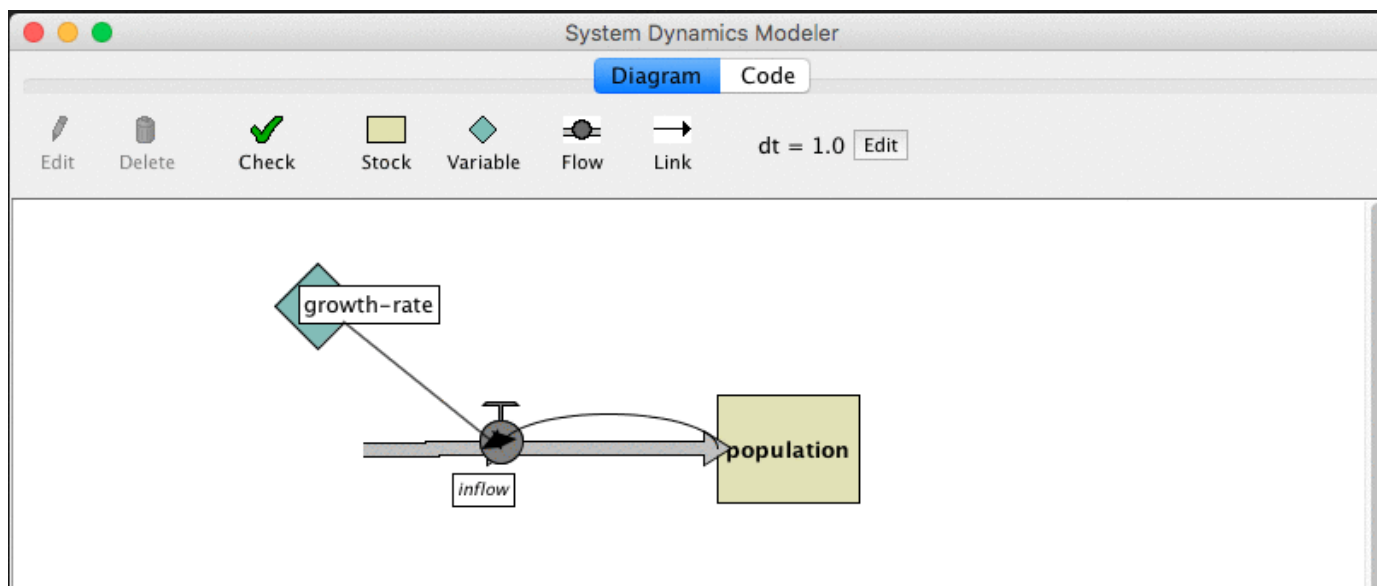 System Dynamics Modeler
Diagram Code
Edit Delete Check Stock Variable Flow Link dt = 1.0 Edit
growth-rate
population
inflow